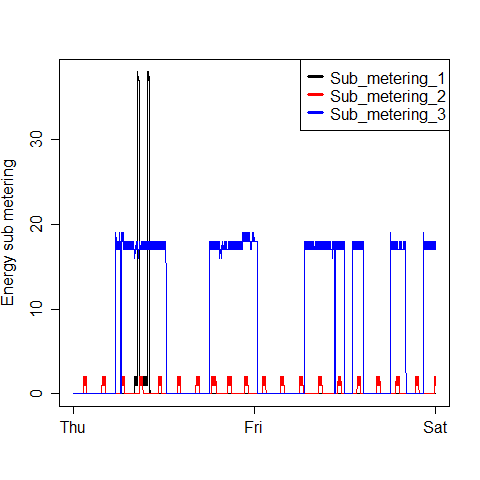 Sub_metering_1
Sub_metering_2
Sub_metering_3
Energy sub metering
30
20
10
0
Thu Fri Sat